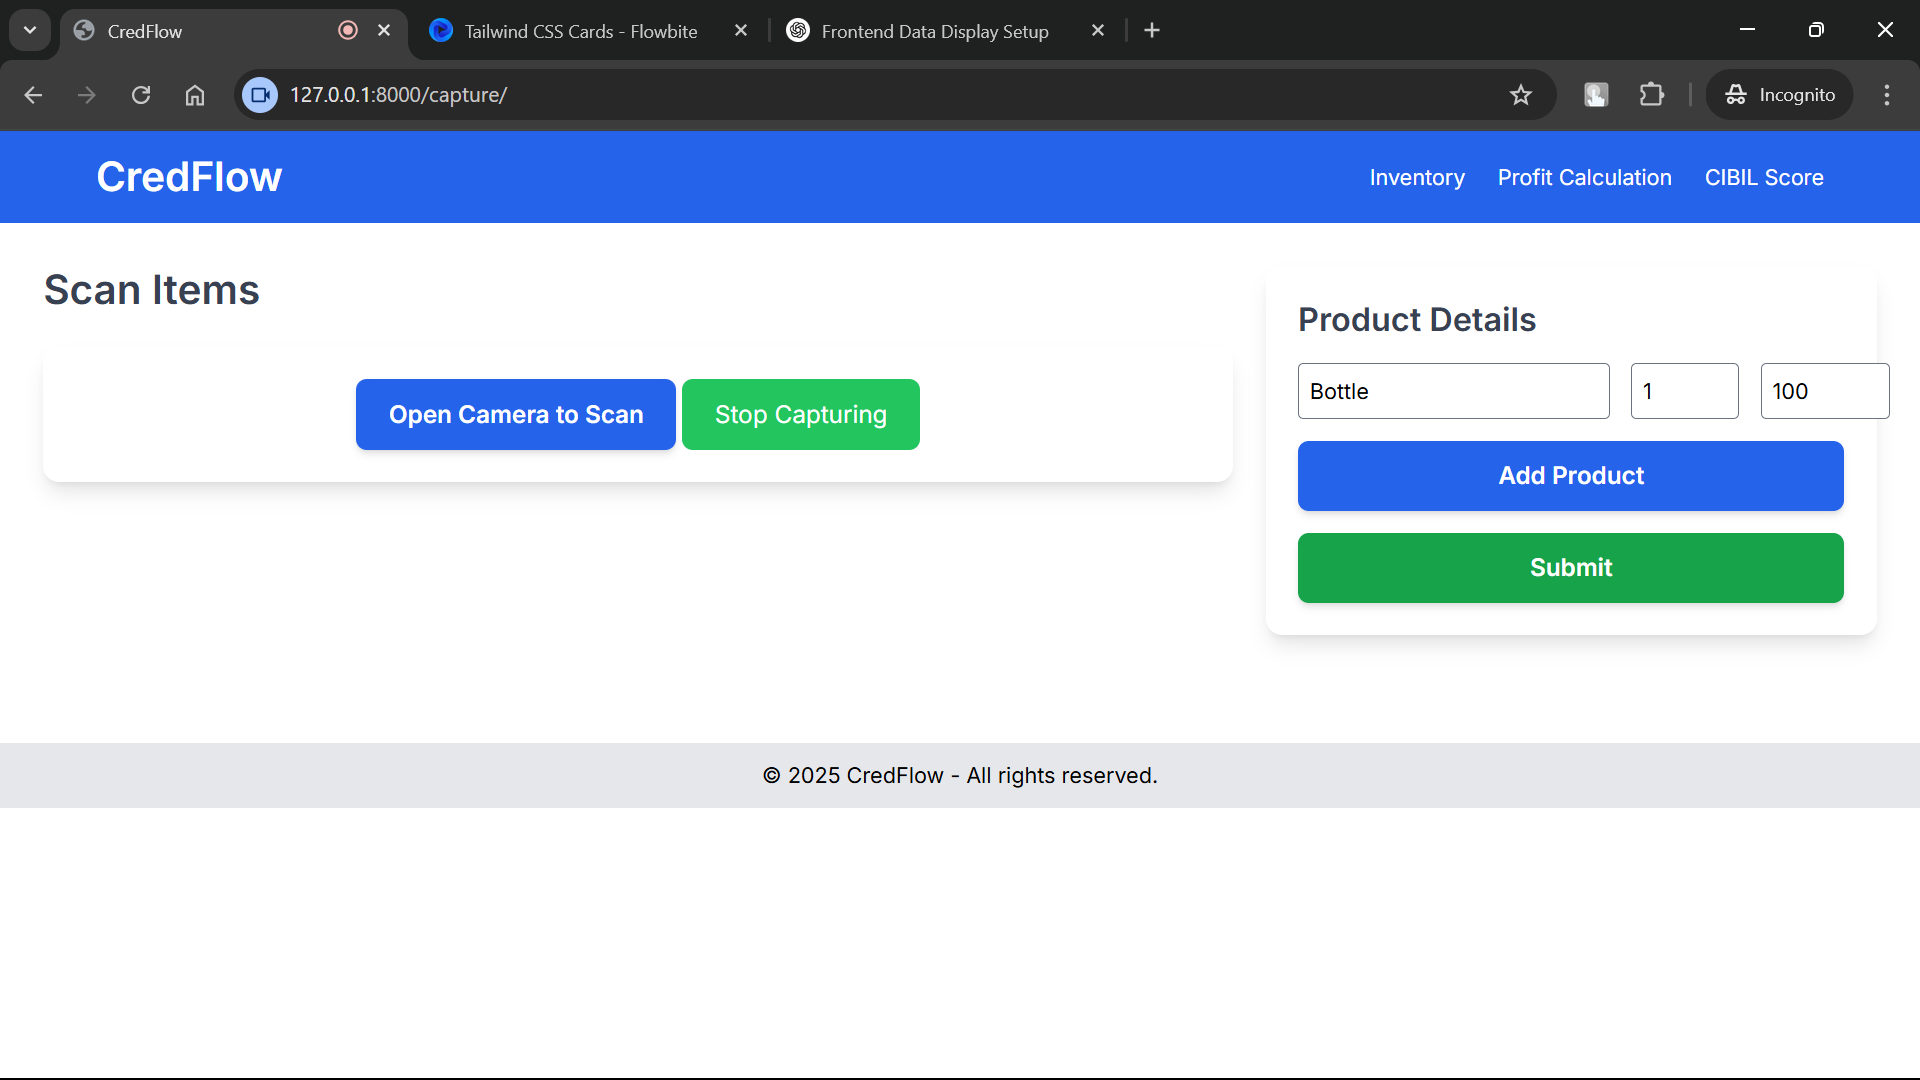 CredFlow
Tailwind CSS Cards - Flowbite
Frontend Data Display Setup
127.0.0.1:8000/capture/
Incognito
CredFlow
Inventory
Profit Calculation
CIBIL Score
Scan Items
Open Camera to Scan
Stop Capturing
Product Details
Bottle
1
100
Add Product
Submit
© 2025 CredFlow - All rights reserved.